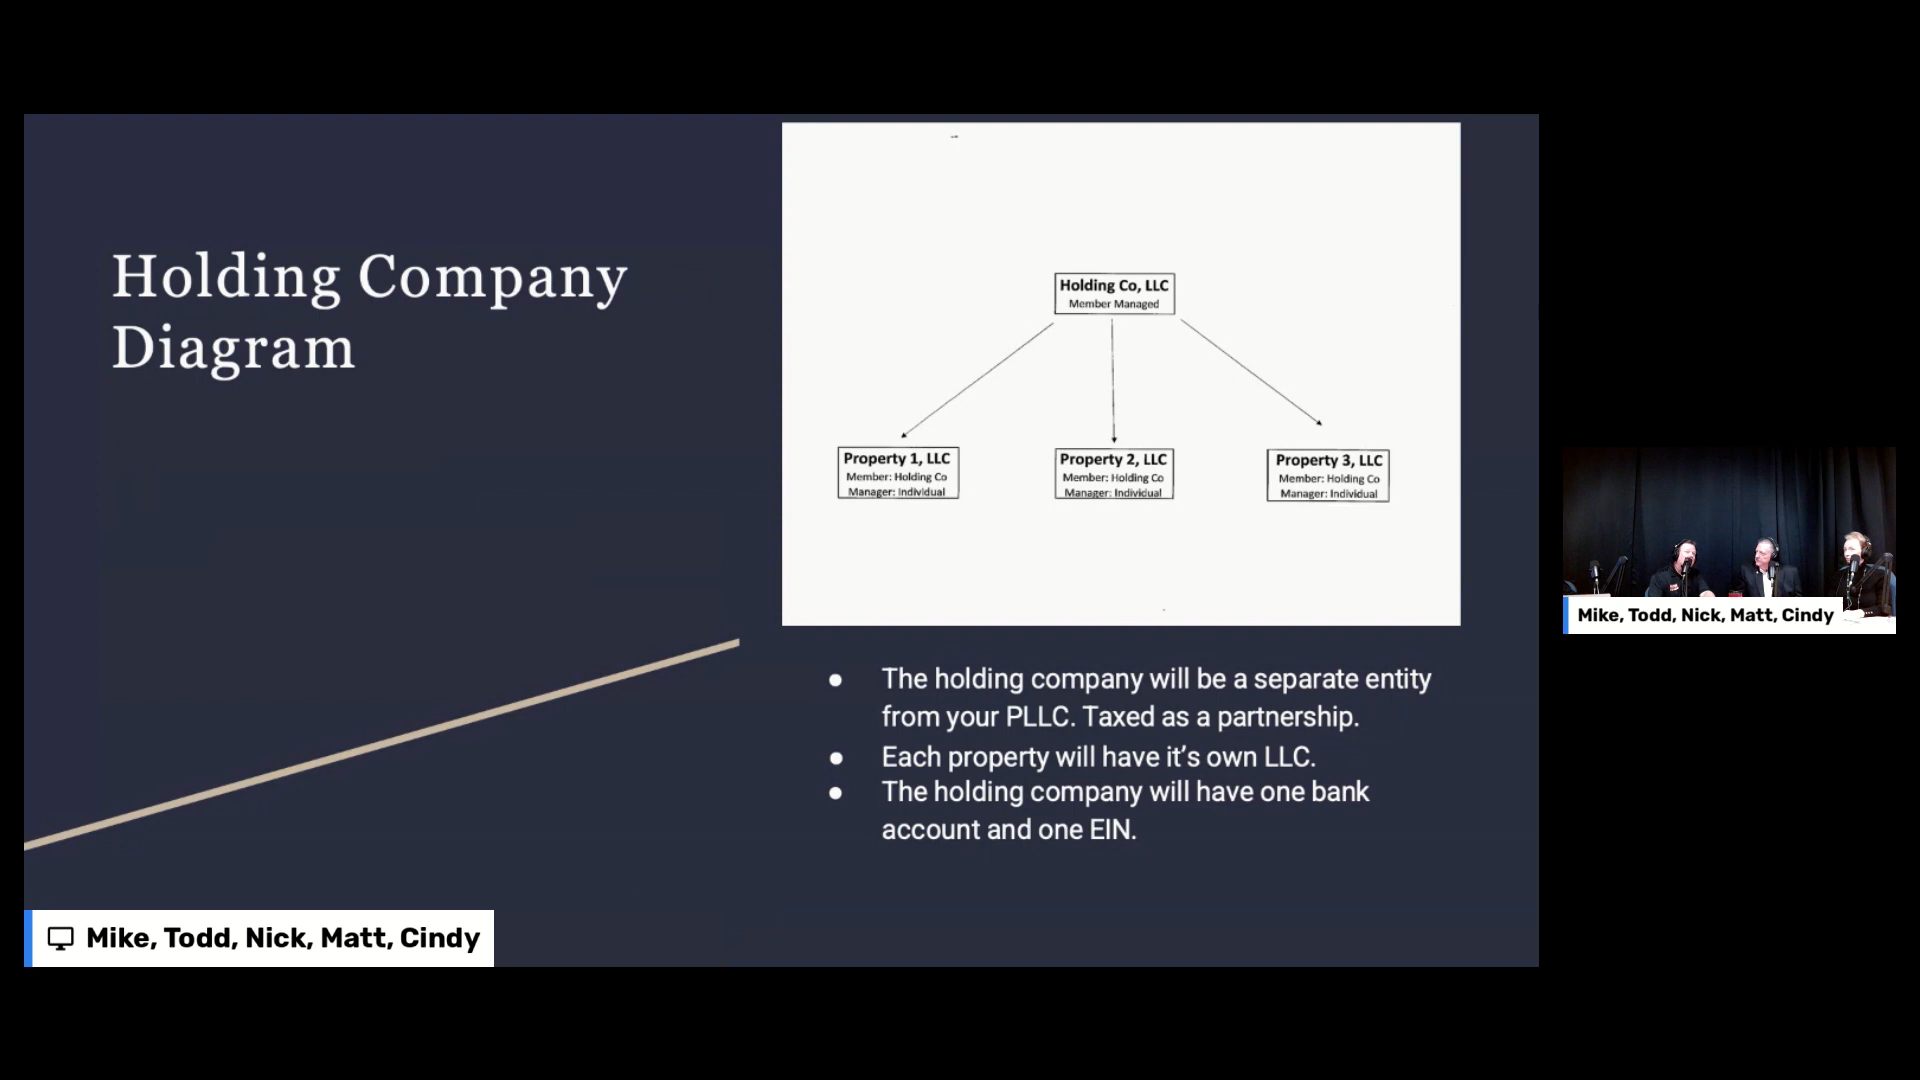 Holding Company
Diagram
Holding Co, LLC
Member Managed
Property 1, LLC
Member: Holding Co
Manager: Individual
Property 2, LLC
Member: Holding Co
Manager: Individual
Property 3, LLC
Member: Holding Co
Manager: Individual
● The holding company will be a separate entity
from your PLLC. Taxed as a partnership.
● Each property will have it’s own LLC.
● The holding company will have one bank
account and one EIN.
Mike, Todd, Nick, Matt, Cindy
Mike, Todd, Nick, Matt, Cindy